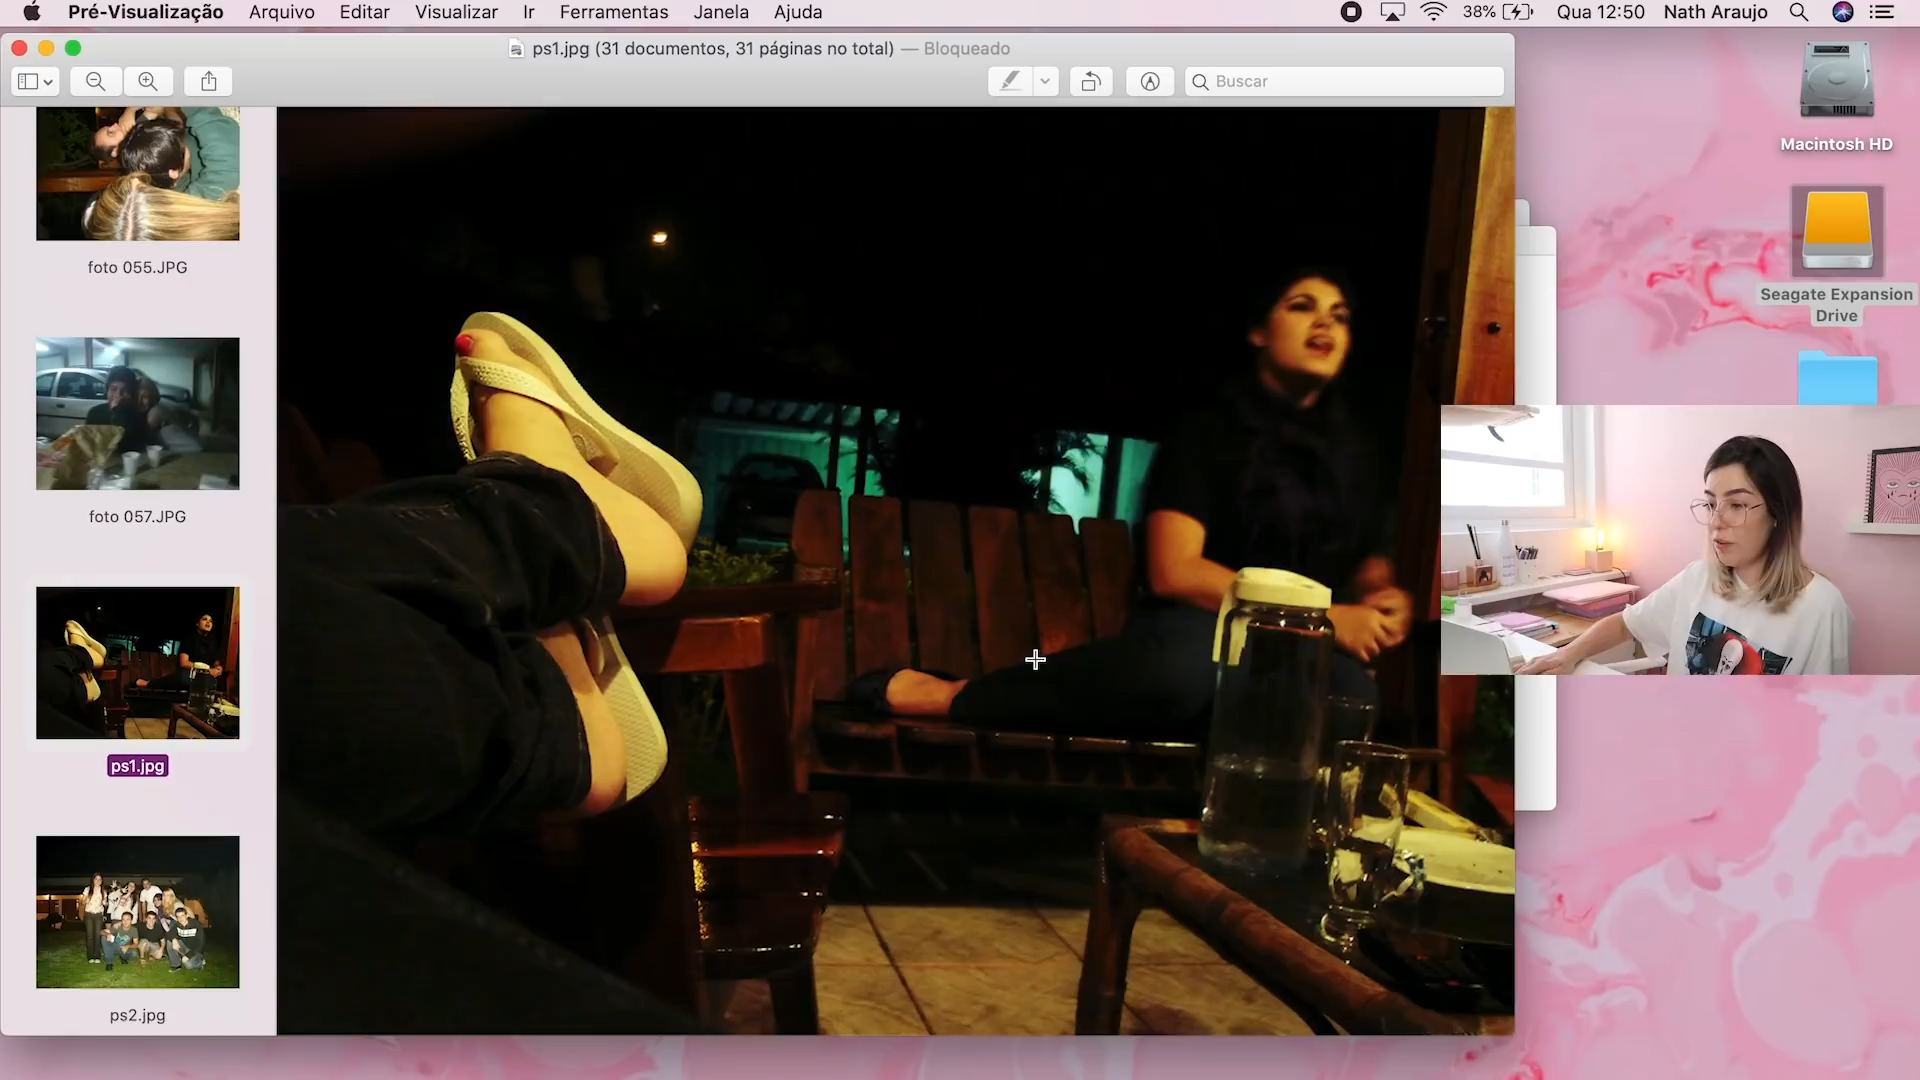 Pré-Visualização Arquivo Editar Visualizar Ir Ferramentas Janela Ajuda 38% Qua 12:50 Nath Araujo
ps1.jpg (31 documentos, 31 páginas no total) — Bloqueado
Buscar
Macintosh HD
foto 055.JPG
Seagate Expansion
Drive
foto 057.JPG
ps1.jpg
ps2.jpg